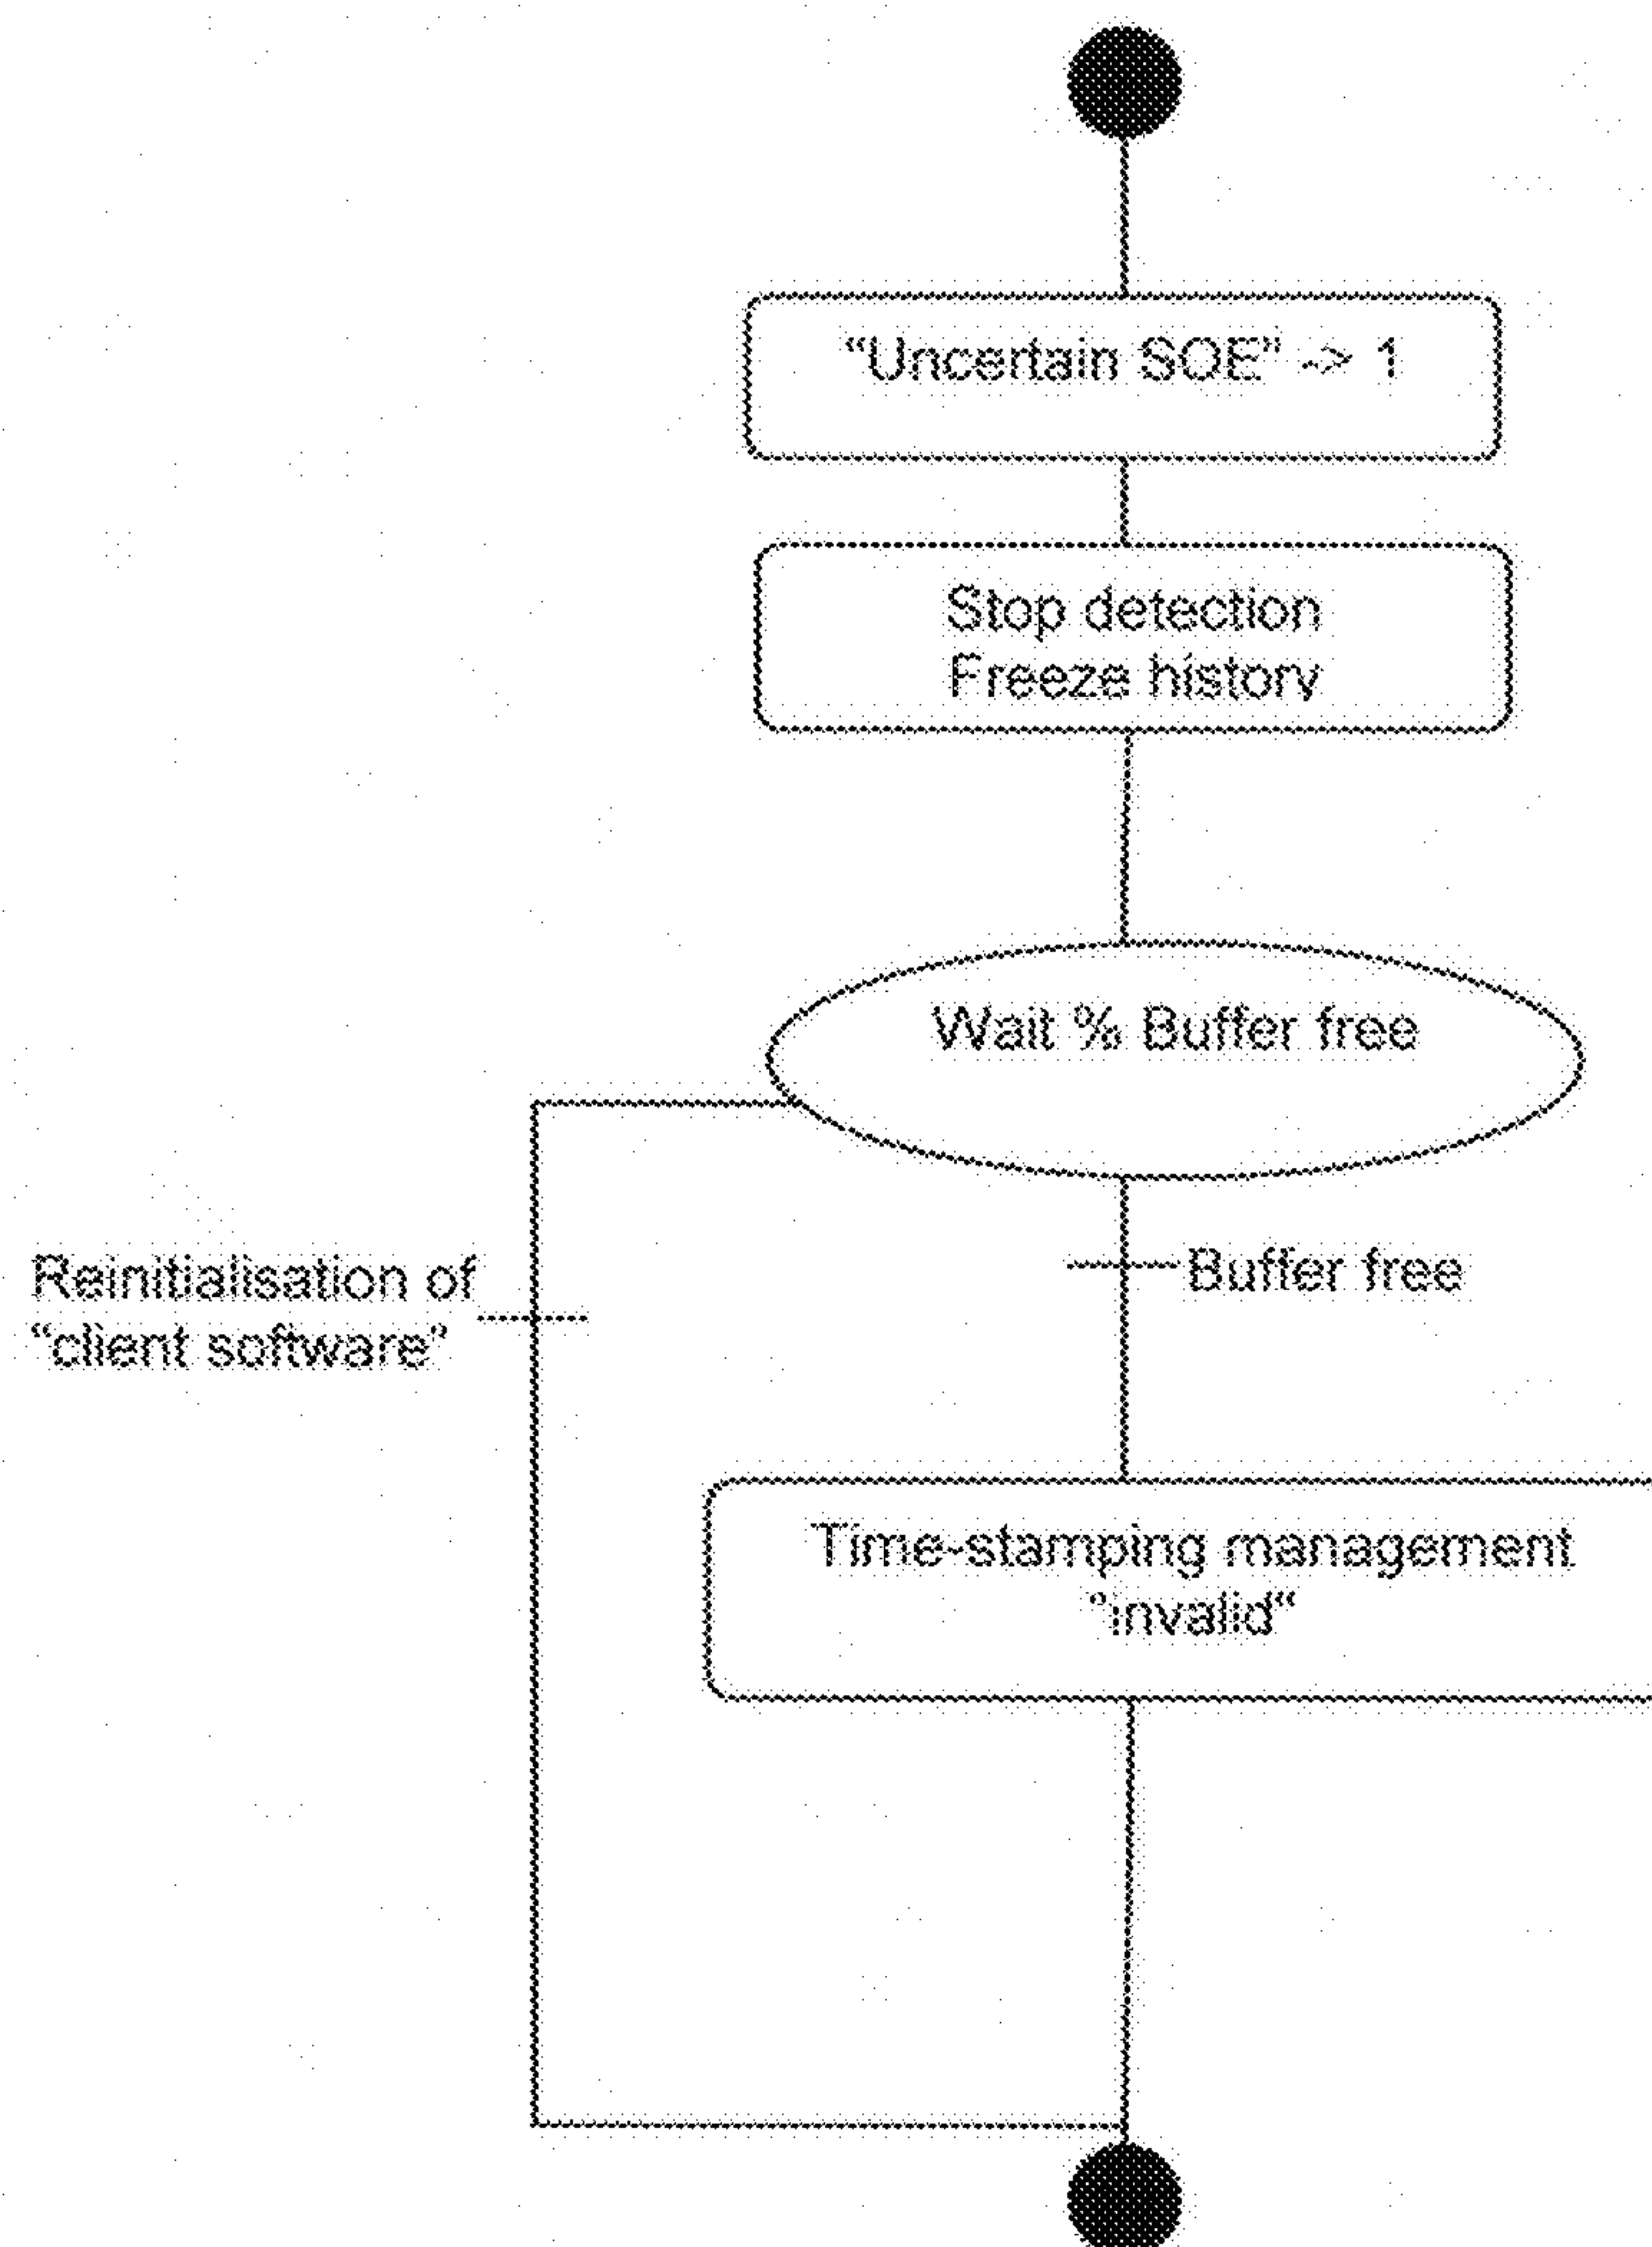 “Uncertain SOE” -> 1
Stop detection
Freeze history
Wait % Buffer free
Buffer free
Reinitialisation of
“client software”
Time-stamping management
“invalid“